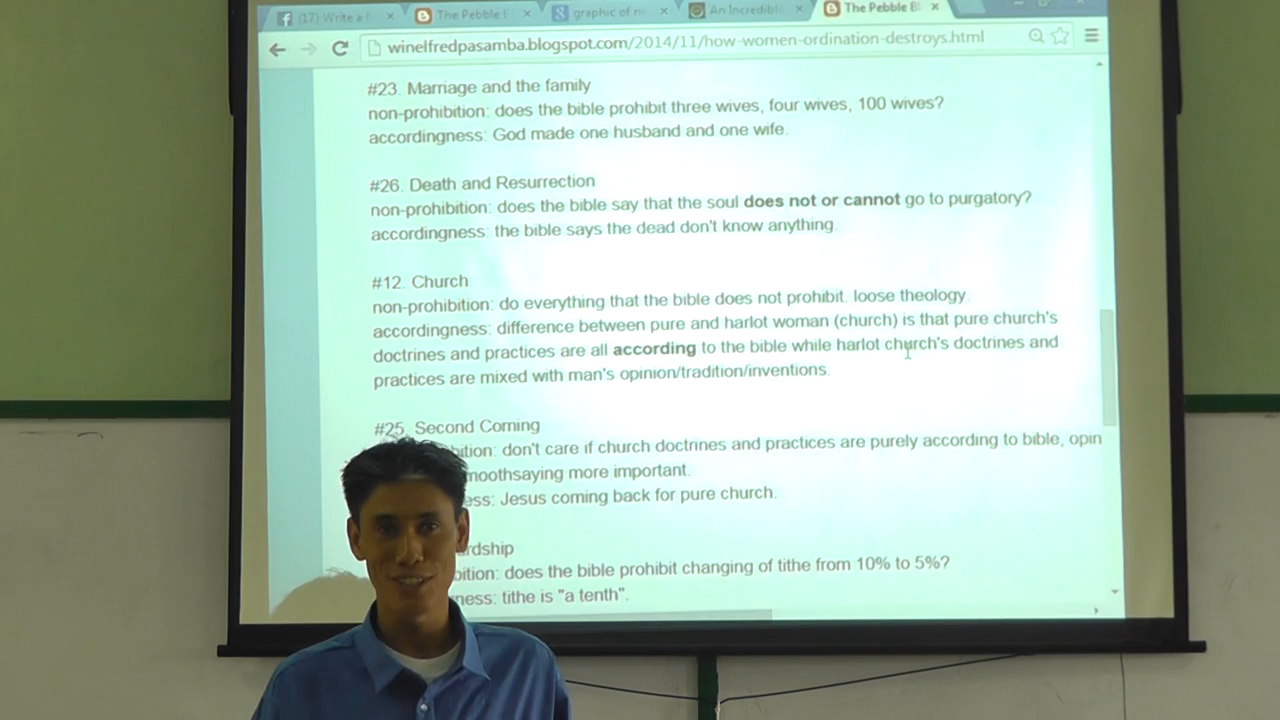 (17) Write a
The Pebble
graphic of ne
An Incredibl
The Pebble Bl
winelfredpasamba.blogspot.com/2014/11/how-women-ordination-destroys.html
#23. Marriage and the family
non-prohibition: does the bible prohibit three wives, four wives, 100 wives?
accordingness: God made one husband and one wife.
#26. Death and Resurrection
non-prohibition: does the bible say that the soul does not or cannot go to purgatory?
accordingness: the bible says the dead don't know anything.
#12. Church
non-prohibition: do everything that the bible does not prohibit. loose theology.
accordingness: difference between pure and harlot woman (church) is that pure church's
doctrines and practices are all according to the bible while harlot church's doctrines and
practices are mixed with man's opinion/tradition/inventions.
#25. Second Coming
ition: don't care if church doctrines and practices are purely according to bible, opin
moothsaying more important.
ess: Jesus coming back for pure church.
rdship
bition: does the bible prohibit changing of tithe from 10% to 5%?
ness: tithe is "a tenth".